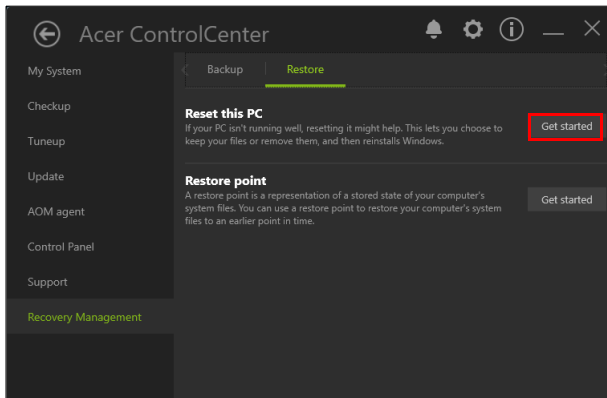 Acer ControlCenter
My System
Checkup
Tuneup
Update
AOM agent
Control Panel
Support
Recovery Management
Backup
Restore
Reset this PC
If your PC isn't running well, resetting it might help. This lets you choose to
keep your files or remove them, and then reinstalls Windows.
Get started
Restore point
A restore point is a representation of a stored state of your computer's
system files. You can use a restore point to restore your computer's system
files to an earlier point in time.
Get started